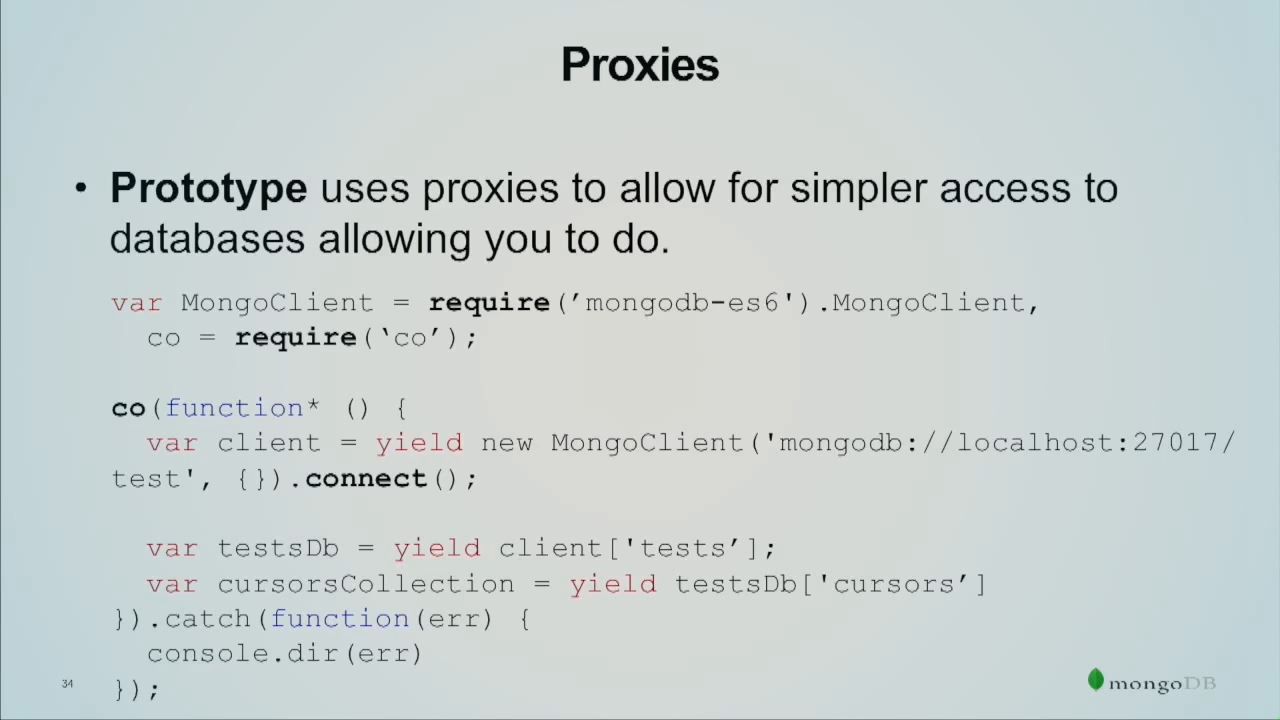 Proxies
• Prototype uses proxies to allow for simpler access to
databases allowing you to do.
var MongoClient = require(’mongodb-es6').MongoClient,
  co = require(‘co’);
co(function* () {
  var client = yield new MongoClient('mongodb://localhost:27017/
test', {}).connect();
  var testsDb = yield client['tests’];
  var cursorsCollection = yield testsDb['cursors’]
}).catch(function(err) {
  console.dir(err)
});
34
mongoDB